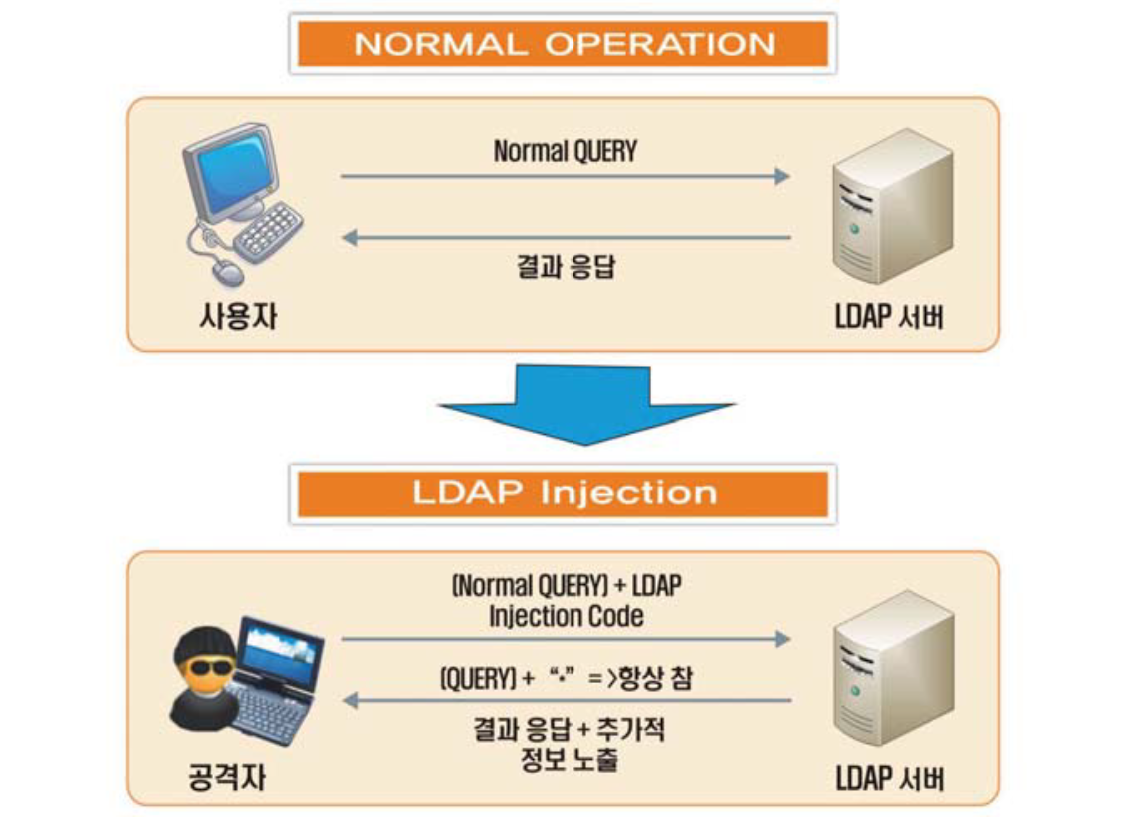 NORMAL OPERATION
Normal QUERY
결과 응답
사용자
LDAP 서버
LDAP Injection
(Normal QUERY) + LDAP
Injection Code
(QUERY) + “•” = >항상 참
결과 응답 + 추가적
정보 노출
공격자
LDAP 서버